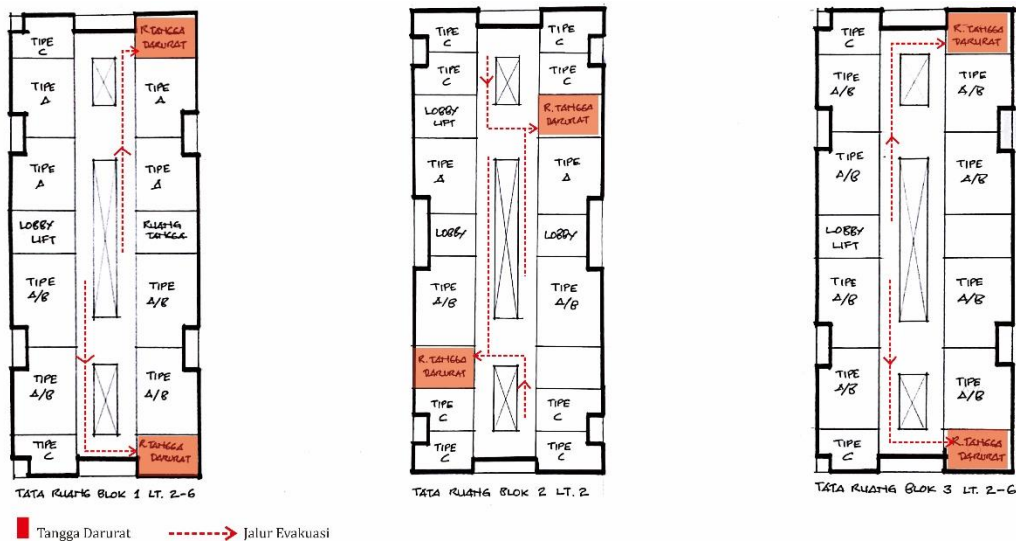 TIPE
C
R.TANGGA
DARURAT
TIPE
A
TIPE
A
TIPE
A
TIPE
A
LOBBY
LIFT
RUANG
TANGGA
TIPE
A/B
TIPE
A/B
TIPE
A/B
TIPE
A/B
TIPE
C
R.TANGGA
DARURAT
TATA RUANG BLOK 1 LT. 2-6
TIPE
C
TIPE
C
TIPE
C
TIPE
C
LOBBY
LIFT
R.TANGGA
DARURAT
TIPE
A
TIPE
A
LOBBY
LOBBY
TIPE
A/B
TIPE
A/B
R.TANGGA
DARURAT
TIPE
C
TIPE
C
TIPE
C
TIPE
C
TATA RUANG BLOK 2 LT. 2
TIPE
C
R.TANGGA
DARURAT
TIPE
A/B
TIPE
A/B
TIPE
A/B
TIPE
A/B
LOBBY
LIFT
TIPE
A/B
TIPE
A/B
TIPE
A/B
TIPE
A/B
TIPE
C
R.TANGGA
DARURAT
TATA RUANG BLOK 3 LT. 2-6
Tangga Darurat
Jalur Evakuasi